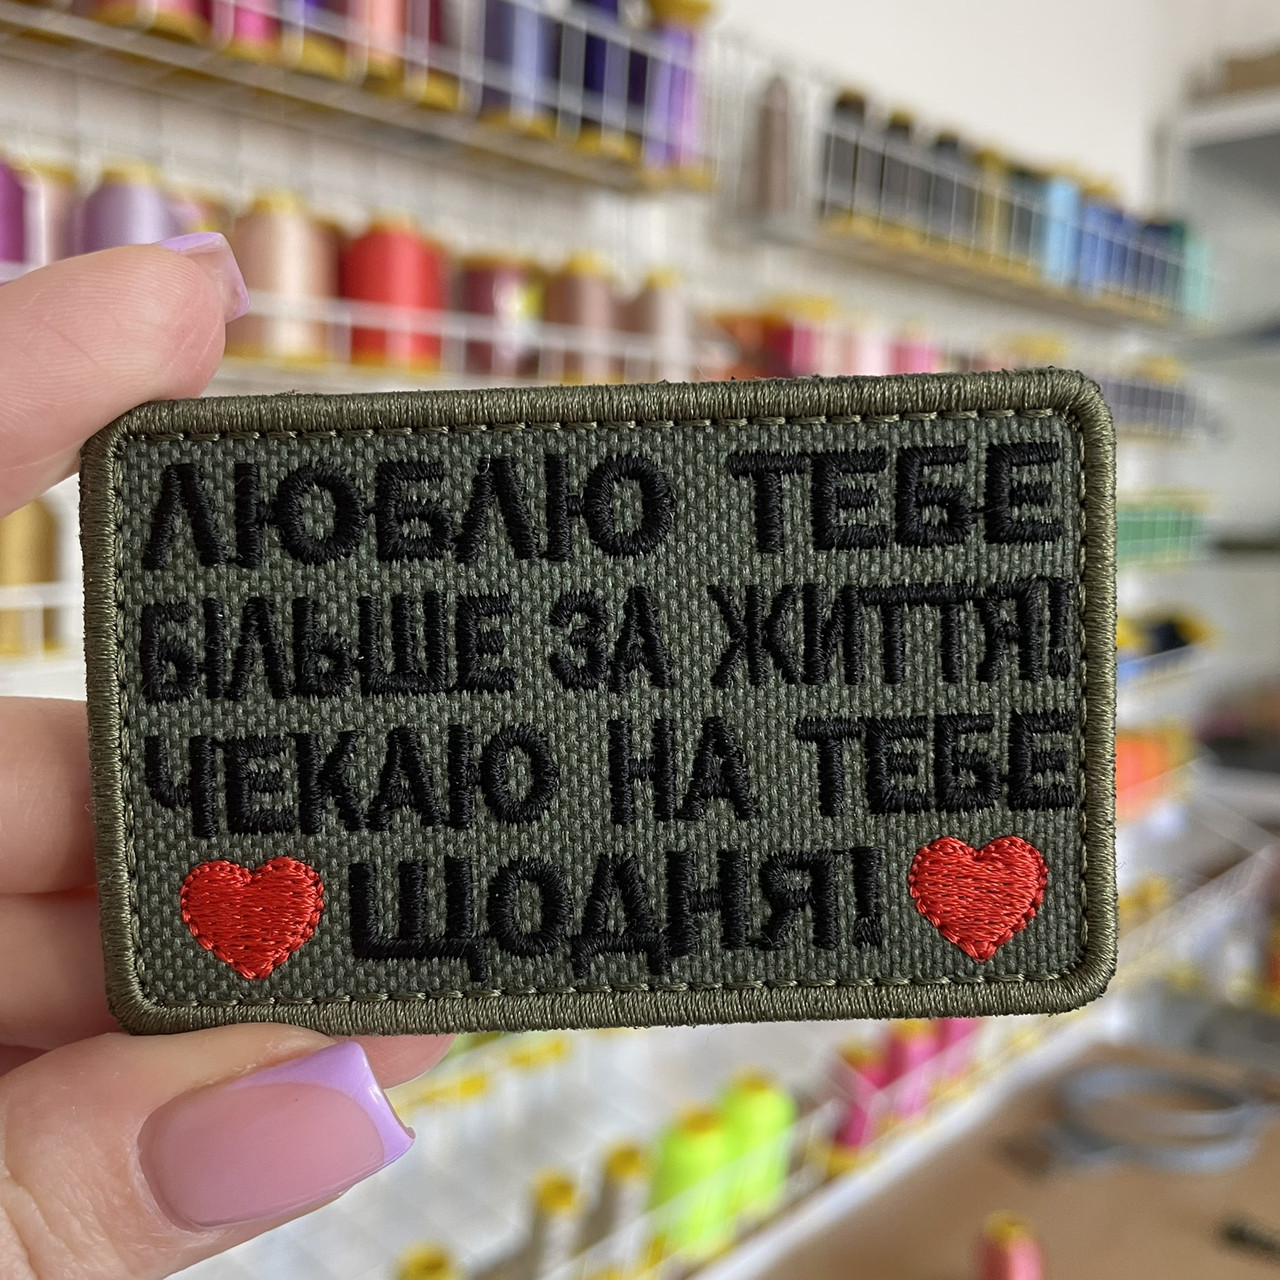 ЛЮБЛЮ ТЕБЕ
БІЛЬШЕ ЗА ЖИТТЯ!
ЧЕКАЮ НА ТЕБЕ
ЩОДНЯ!